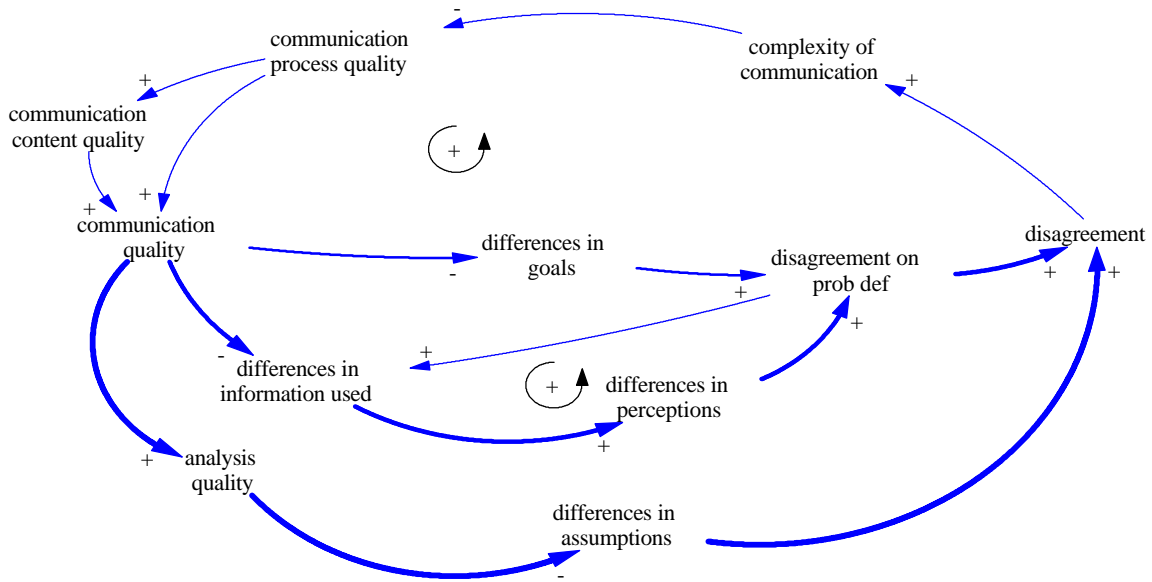 -
communication
process quality
complexity of
communication
+
+
communication
content quality
+
+
+
communication
quality
differences in
goals
-
disagreement on
prob def
+
disagreement
+
+
+
-
differences in
information used
+
+
differences in
perceptions
+
+
analysis
quality
differences in
assumptions
-